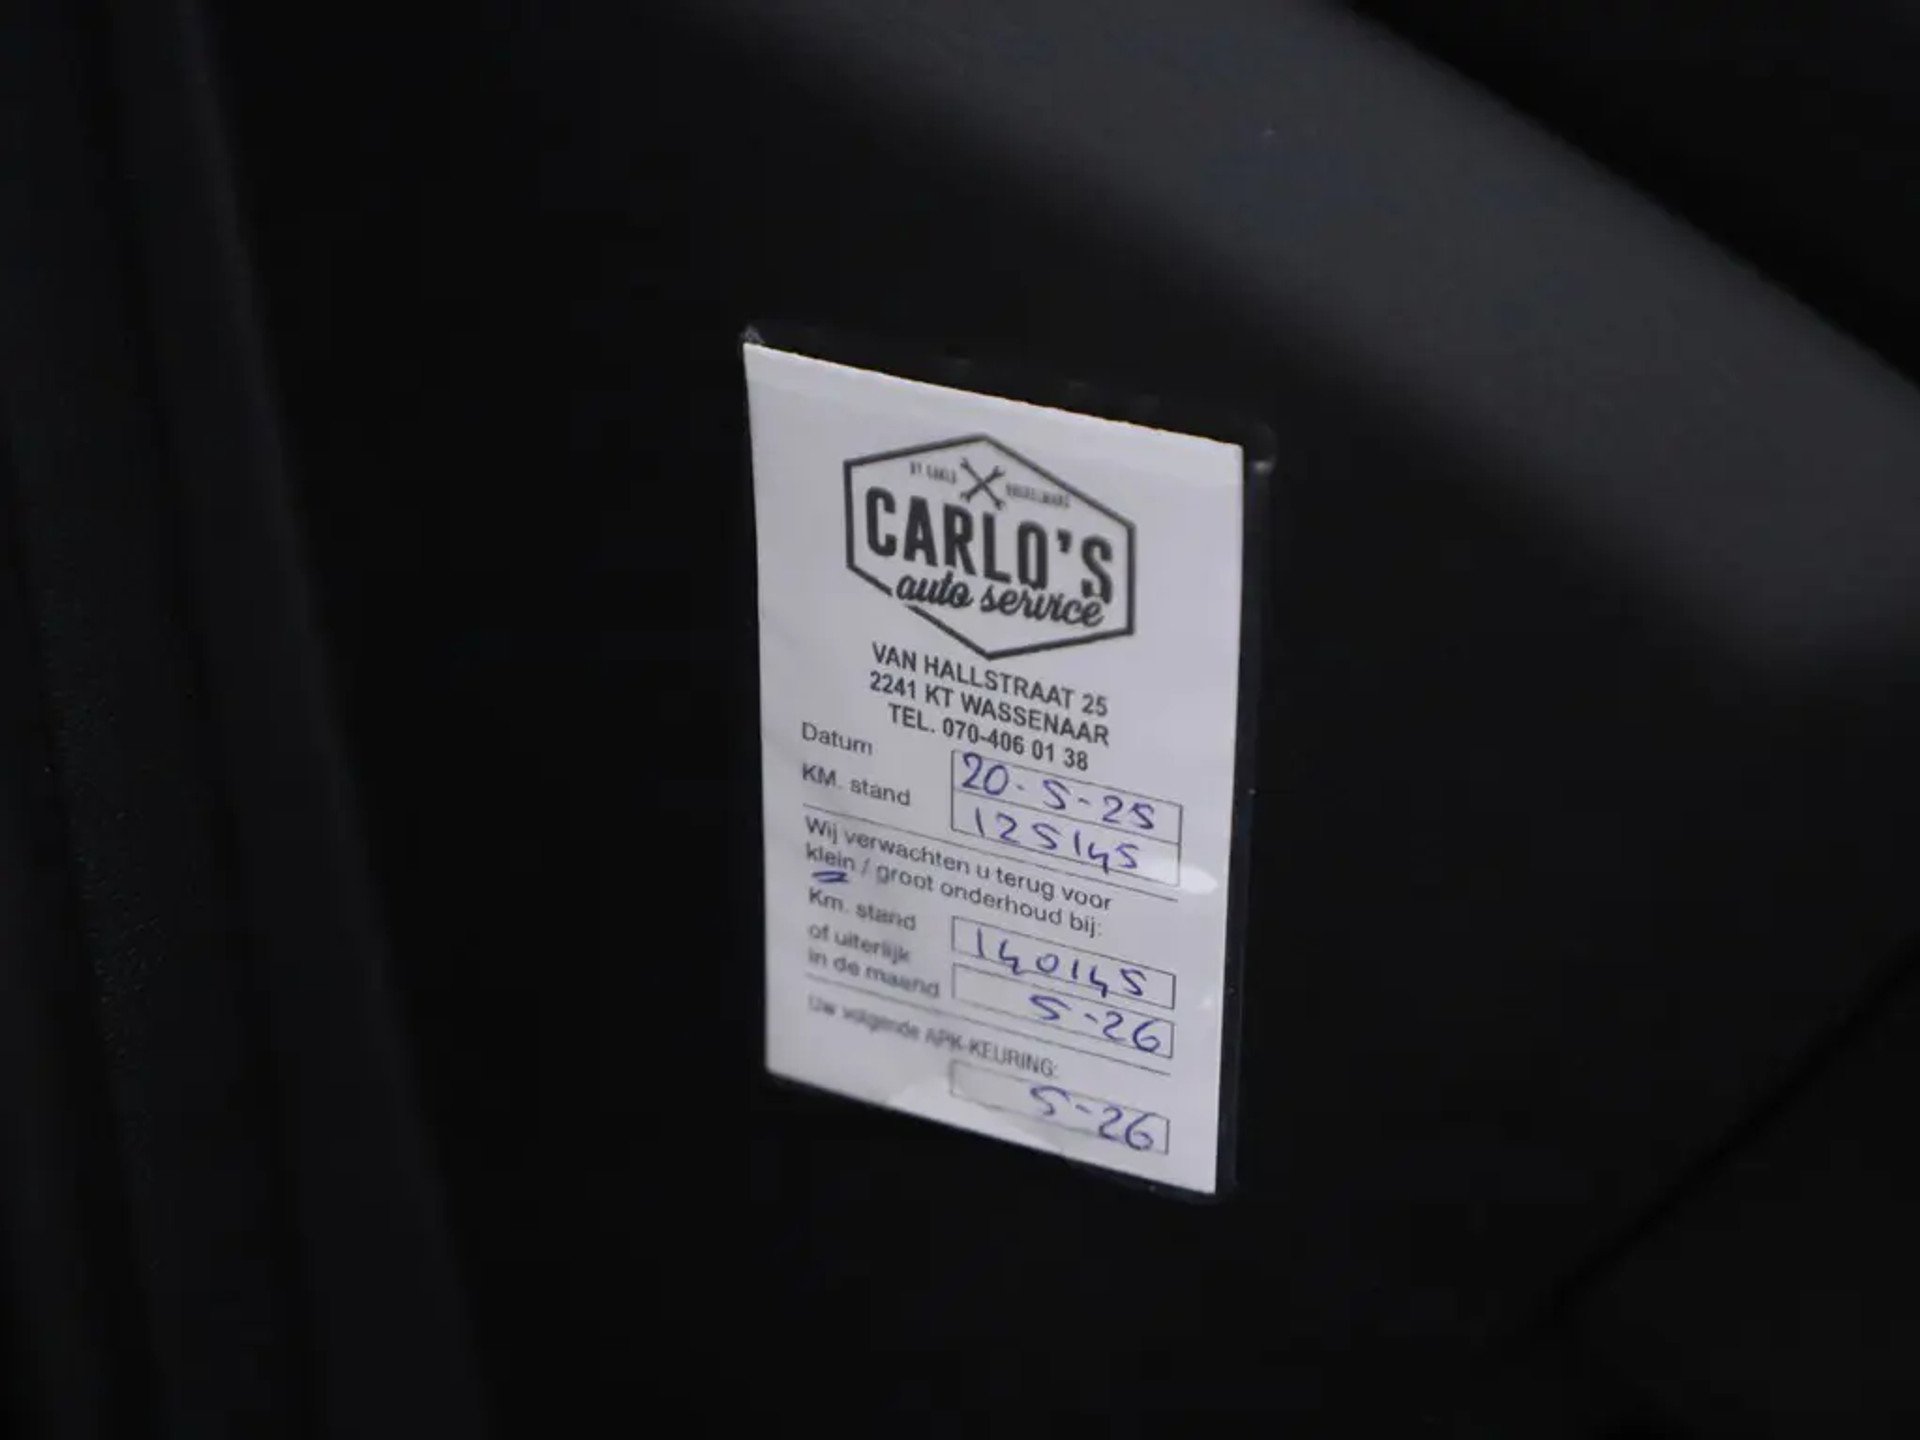 BY CARLO
CARLO'S
auto service
VAN HALLSTRAAT 25
2241 KT WASSENAAR
TEL. 070-406 01 38
Datum 20-5-25
KM. stand 125145
Wij verwachten u terug voor
klein / groot onderhoud bij:
Km. stand 140145
of uiterlijk
in de maand 5-26
Uw volgende APK-KEURING:
5-26